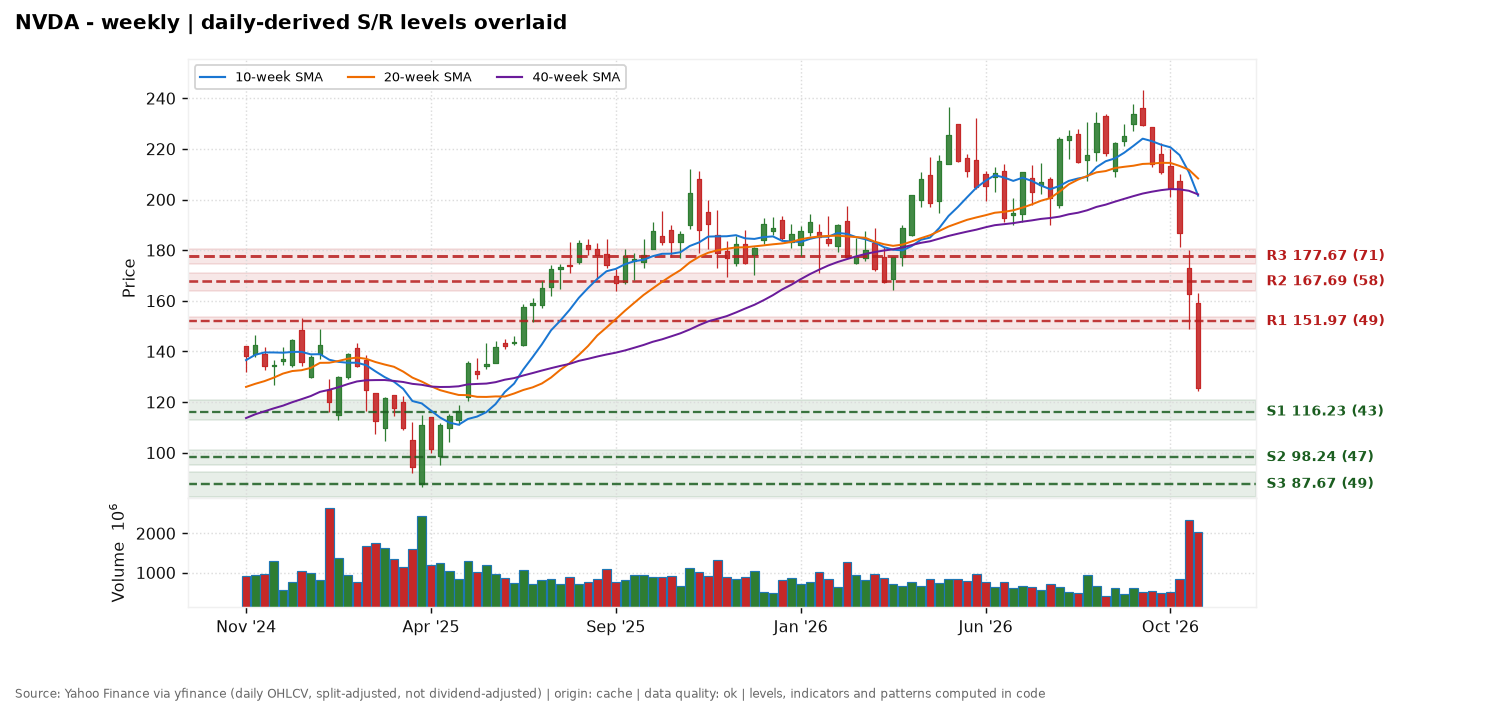 NVDA - weekly | daily-derived S/R levels overlaid
10-week SMA 20-week SMA 40-week SMA
Price
240
220
200
180
160
140
120
100
R3 177.67 (71)
R2 167.69 (58)
R1 151.97 (49)
S1 116.23 (43)
S2 98.24 (47)
S3 87.67 (49)
Volume 10⁶
2000
1000
Nov '24 Apr '25 Sep '25 Jan '26 Jun '26 Oct '26
Source: Yahoo Finance via yfinance (daily OHLCV, split-adjusted, not dividend-adjusted) | origin: cache | data quality: ok | levels, indicators and patterns computed in code